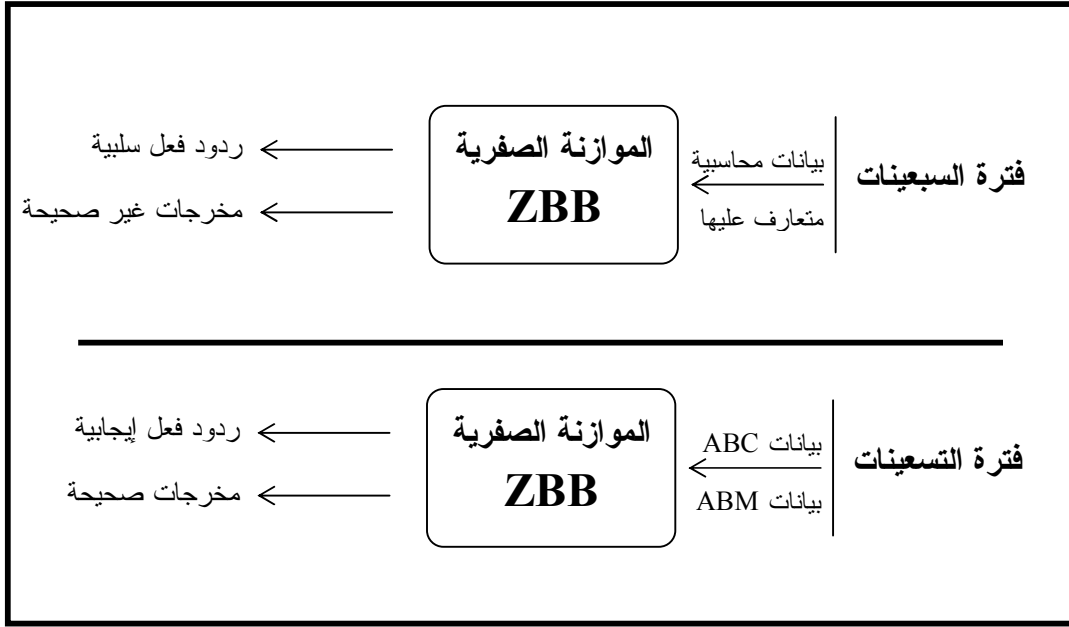 فترة السبعينات
بيانات محاسبية
متعارف عليها
الموازنة الصفرية
ZBB
ردود فعل سلبية
مخرجات غير صحيحة
فترة التسعينات
بيانات ABC
بيانات ABM
الموازنة الصفرية
ZBB
ردود فعل إيجابية
مخرجات صحيحة